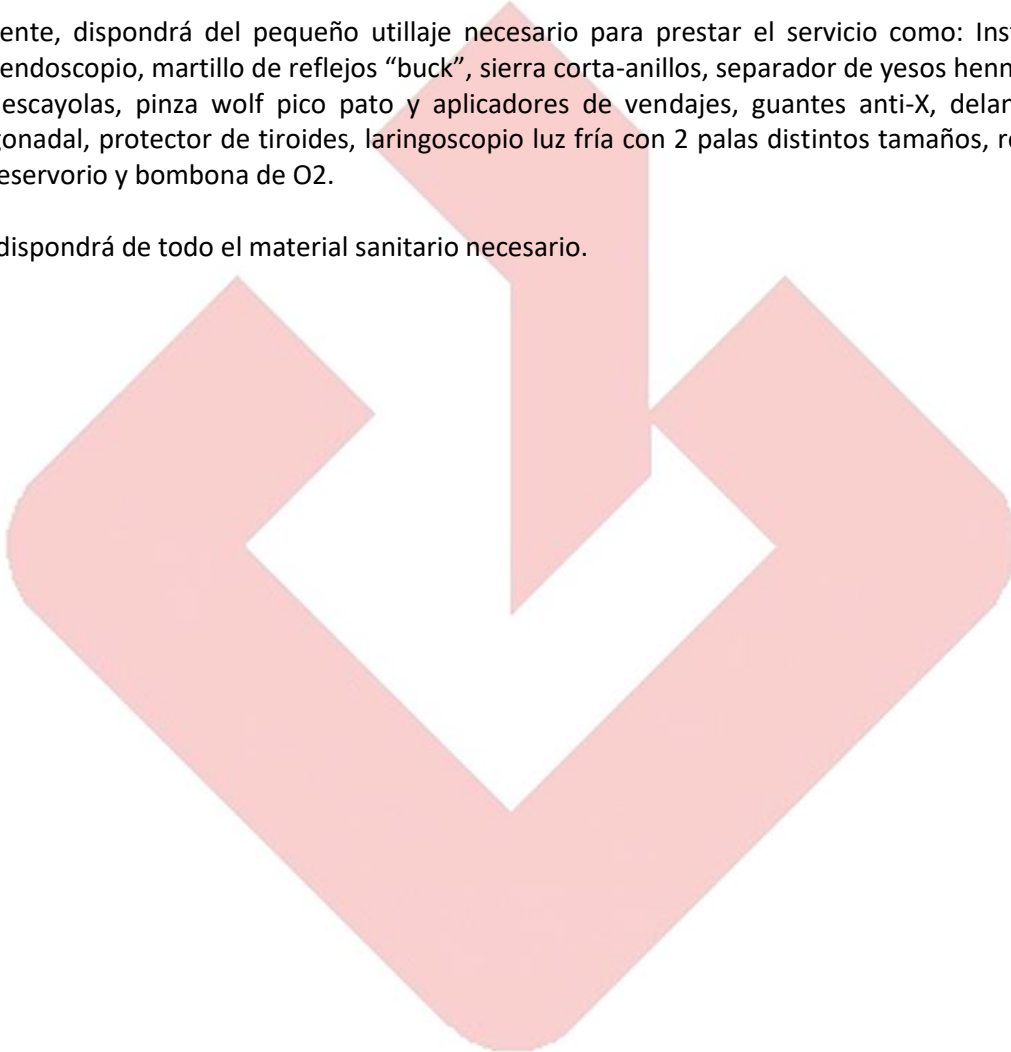 ente, dispondrá del pequeño utillaje necesario para prestar el servicio como: Inst
endoscopio, martillo de reflejos “buck”, sierra corta-anillos, separador de yesos henn
escayolas, pinza wolf pico pato y aplicadores de vendajes, guantes anti-X, delan
gonadal, protector de tiroides, laringoscopio luz fría con 2 palas distintos tamaños, r
eservorio y bombona de O2.
dispondrá de todo el material sanitario necesario.